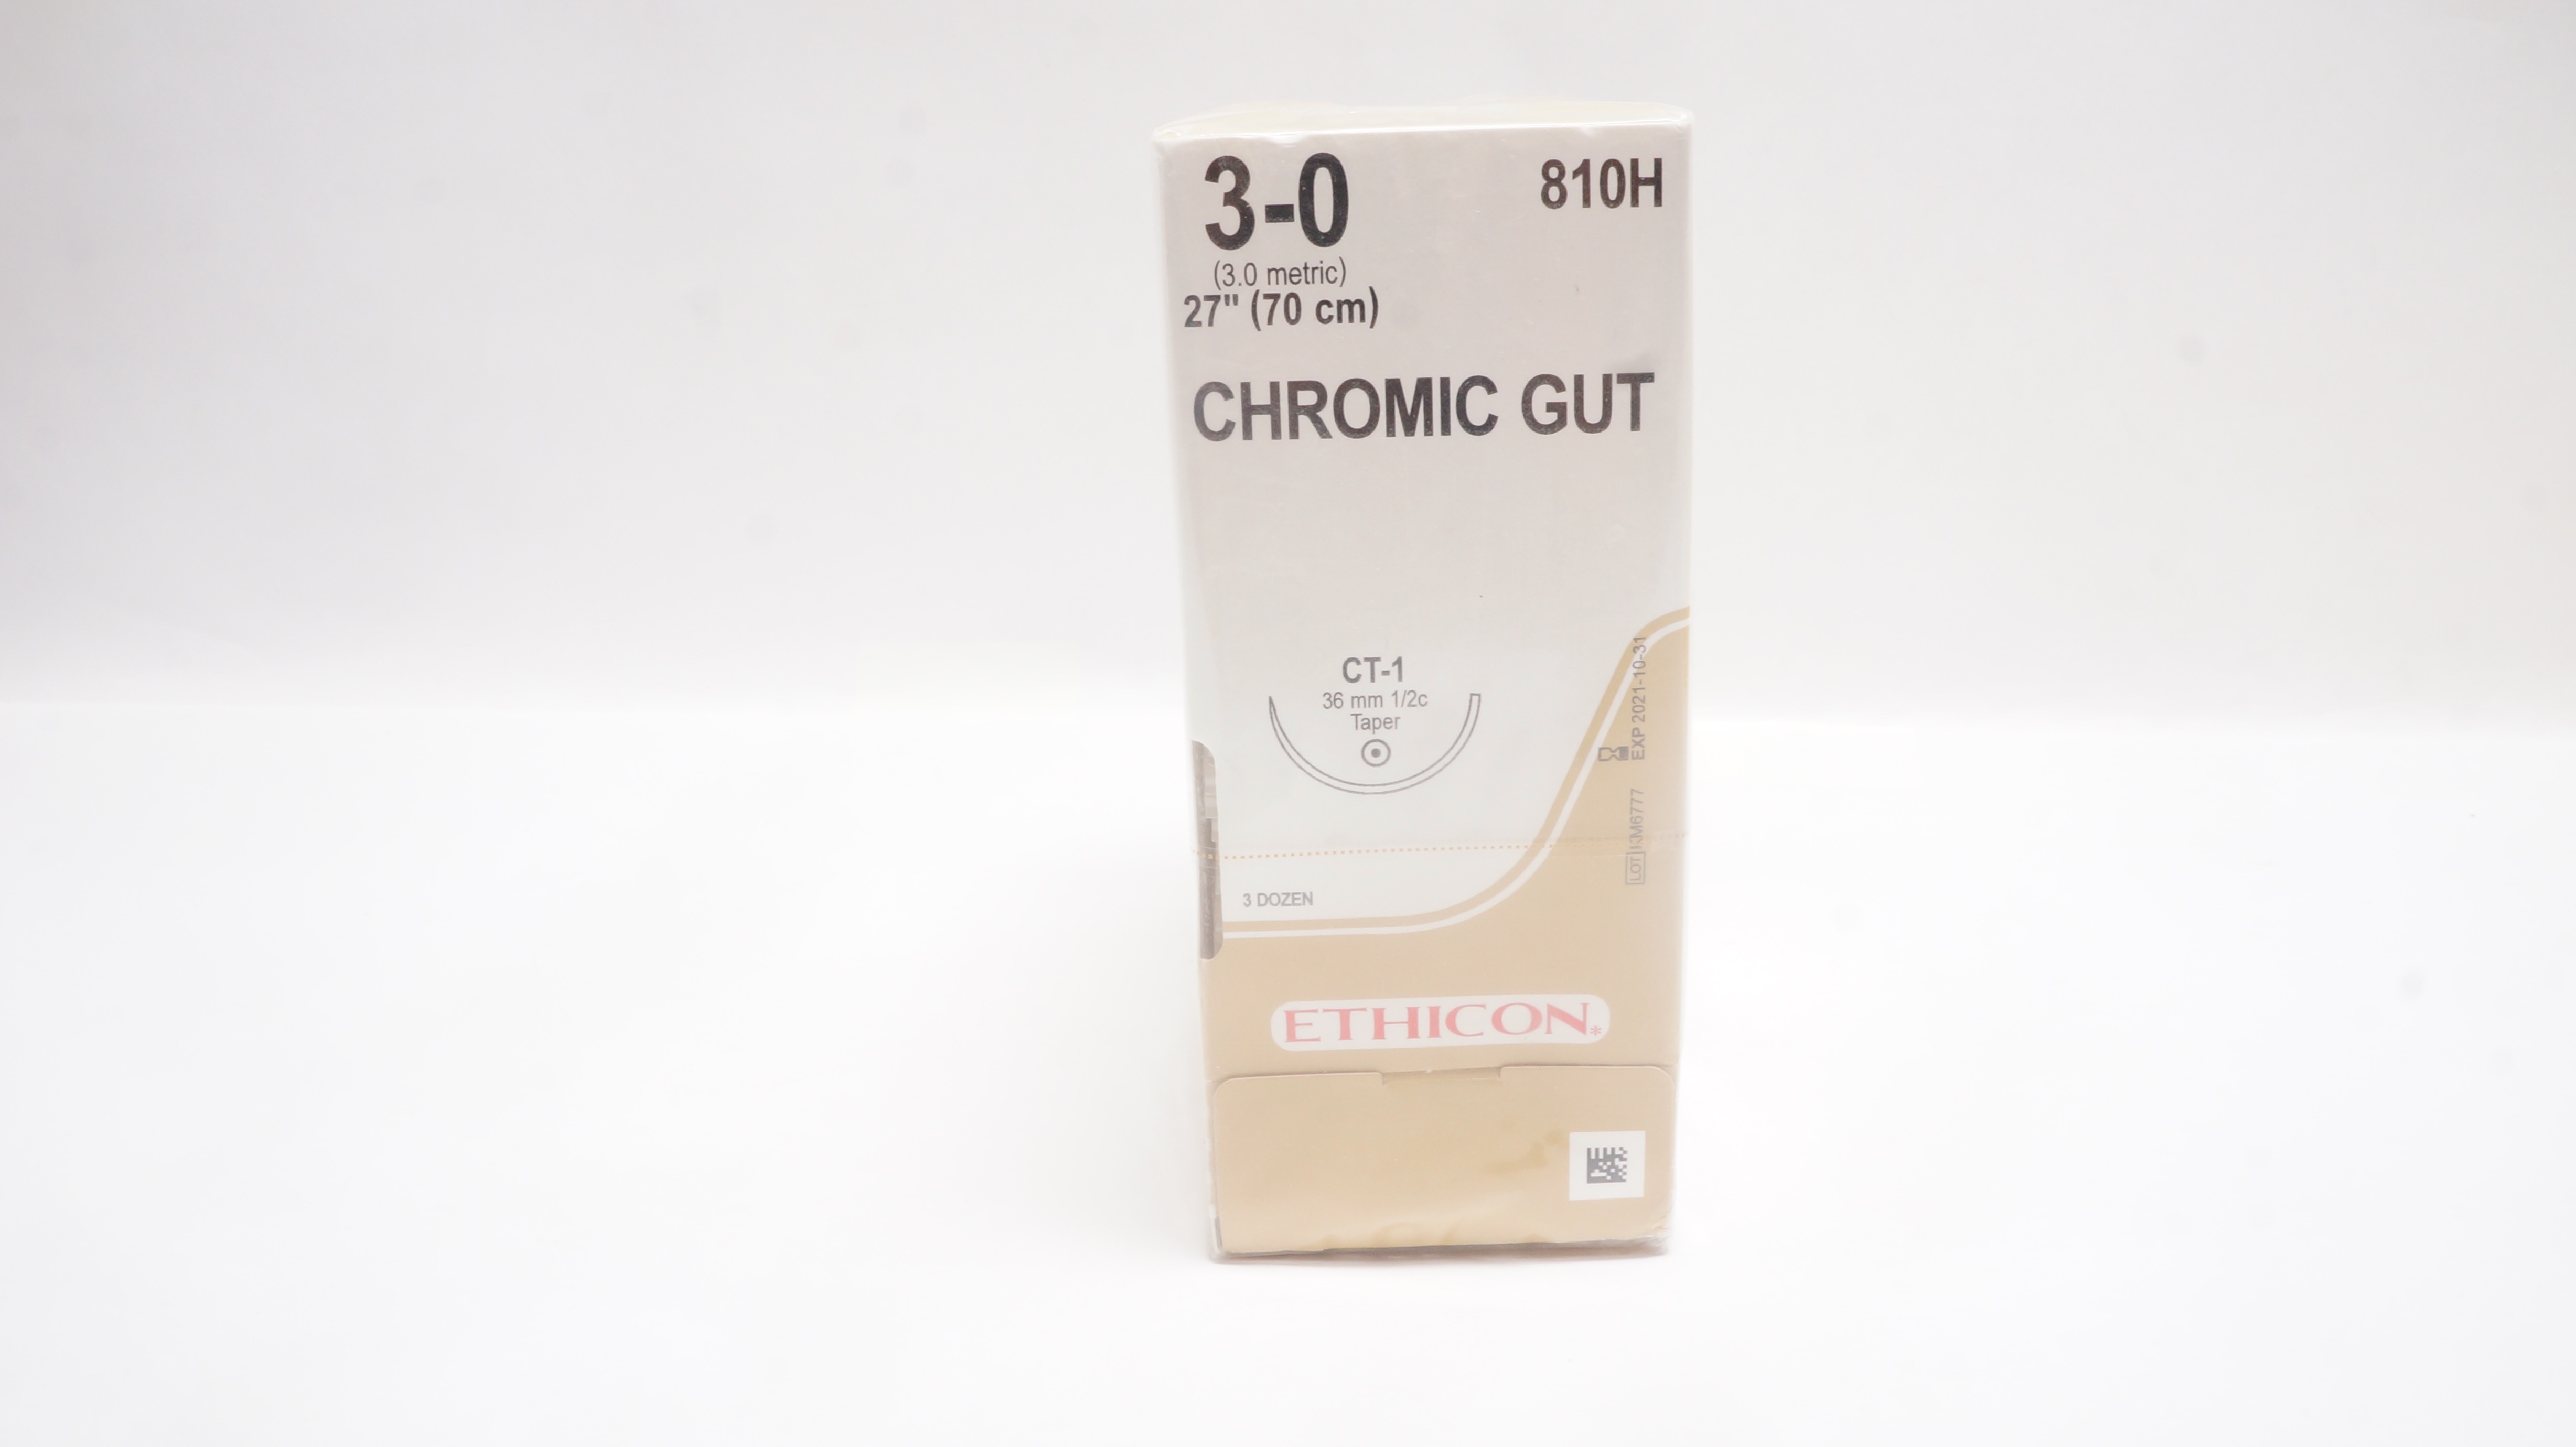 3-0
810H
(3.0 metric)
27" (70 cm)
CHROMIC GUT
CT-1
36 mm 1/2c
Taper
EXP 2021-10-31
LOT
3 DOZEN
ETHICON*